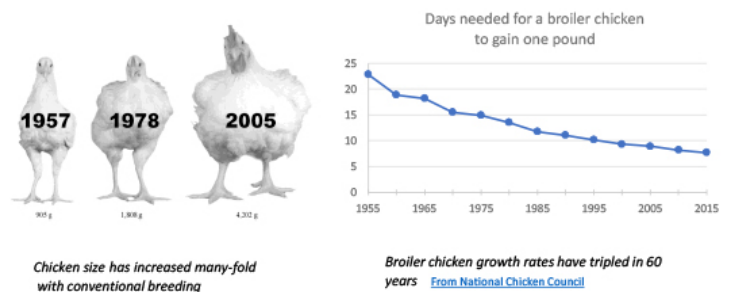 1957
1978
2005
905 g
1,808 g
4,202 g
Chicken size has increased many-fold
with conventional breeding
Days needed for a broiler chicken
to gain one pound
25
20
15
10
5
0
1955
1965
1975
1985
1995
2005
2015
Broiler chicken growth rates have tripled in 60
years From National Chicken Council